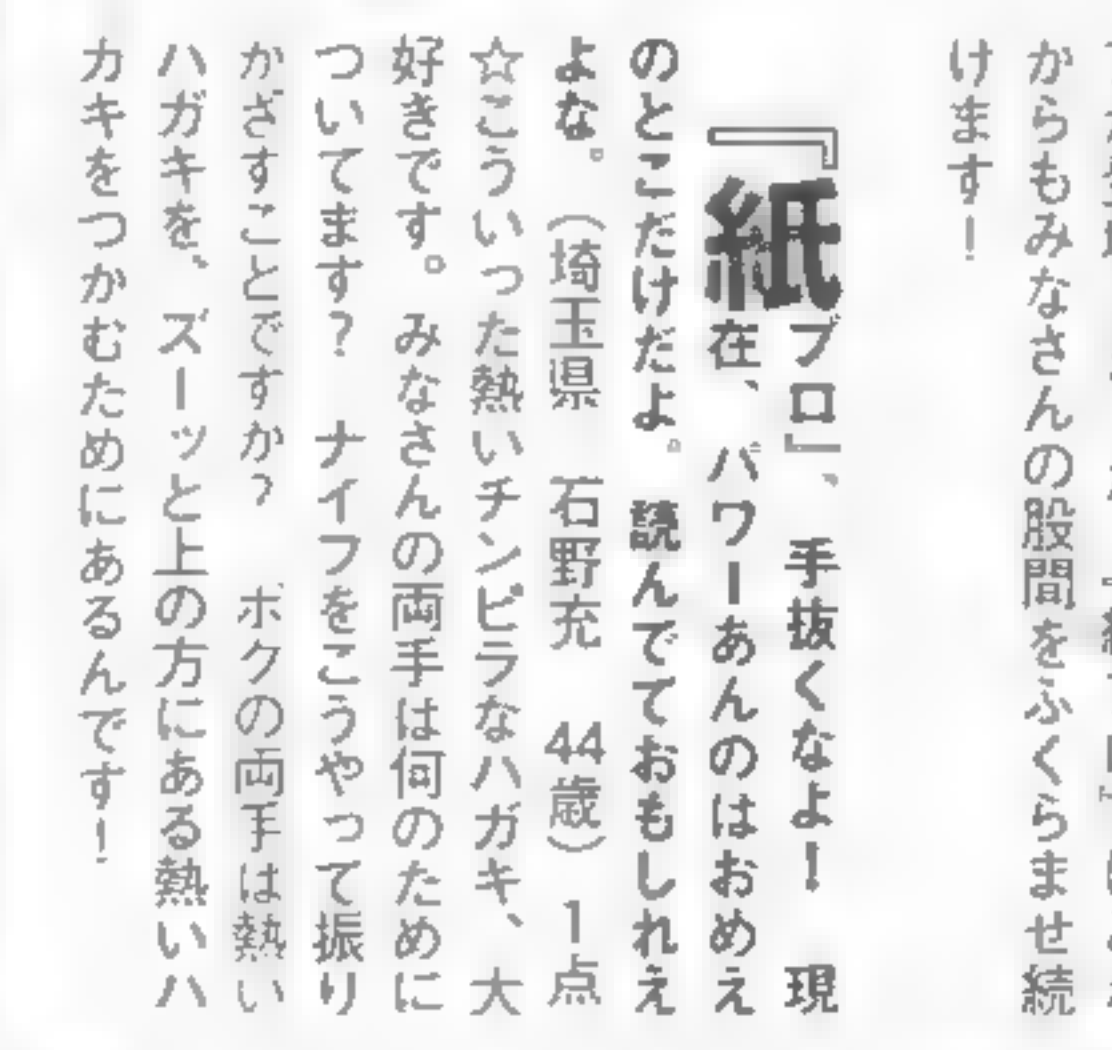 からもみなさんの股間をふくらませ続
けます！
『紙プロ』、手抜くなよ！　現
在、パワーあんのはおめえ
のとこだけだよ。読んでておもしれえ
よな。（埼玉県　石野充　44歳）1点
☆こういった熱いチンピラなハガキ、大
好きです。みなさんの両手は何のために
ついてます？　ナイフをこうやって振り
かざすことですか？　ボクの両手は熱い
ハガキを、ズーッと上の方にある熱いハ
カキをつかむためにあるんです！